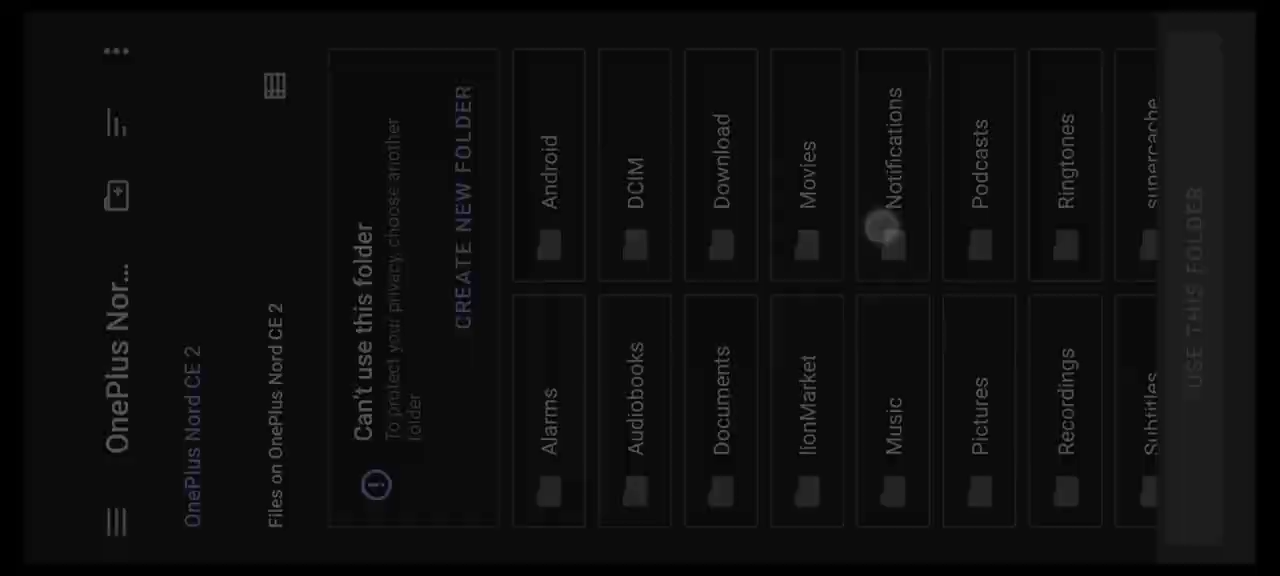 OnePlus Nor...
OnePlus Nord CE 2
Files on OnePlus Nord CE 2
Can't use this folder
To protect your privacy, choose another
folder
CREATE NEW FOLDER
Alarms
Android
Audiobooks
DCIM
Documents
Download
lionMarket
Movies
Music
Notifications
Pictures
Podcasts
Recordings
Ringtones
Subtitles
supercache
USE THIS FOLDER